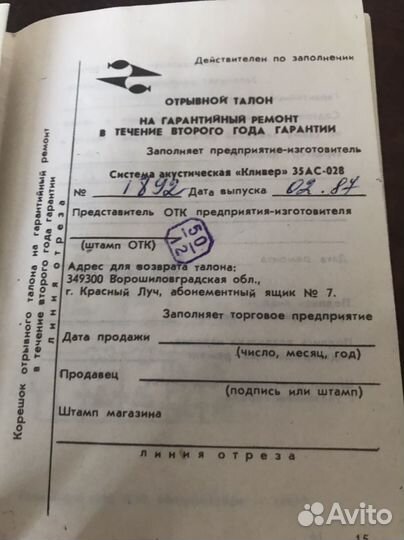 Действителен по заполнении
ОТРЫВНОЙ ТАЛОН
НА ГАРАНТИЙНЫЙ РЕМОНТ
В ТЕЧЕНИЕ ВТОРОГО ГОДА ГАРАНТИИ
Заполняет предприятие-изготовитель
Система акустическая «Кливер» 35АС-028
№ 1892 Дата выпуска 02.87
Представитель ОТК предприятия-изготовителя
(штамп ОТК)
50
Адрес для возврата талона:
349300 Ворошиловградская обл.,
г. Красный Луч, абонементный ящик № 7.
Заполняет торговое предприятие
Дата продажи
(число, месяц, год)
Продавец
(подпись или штамп)
Штамп магазина
линия отреза
Корешок отрывного талона на гарантийный ремонт
в течение второго года гарантии
линия отреза
15
Avito